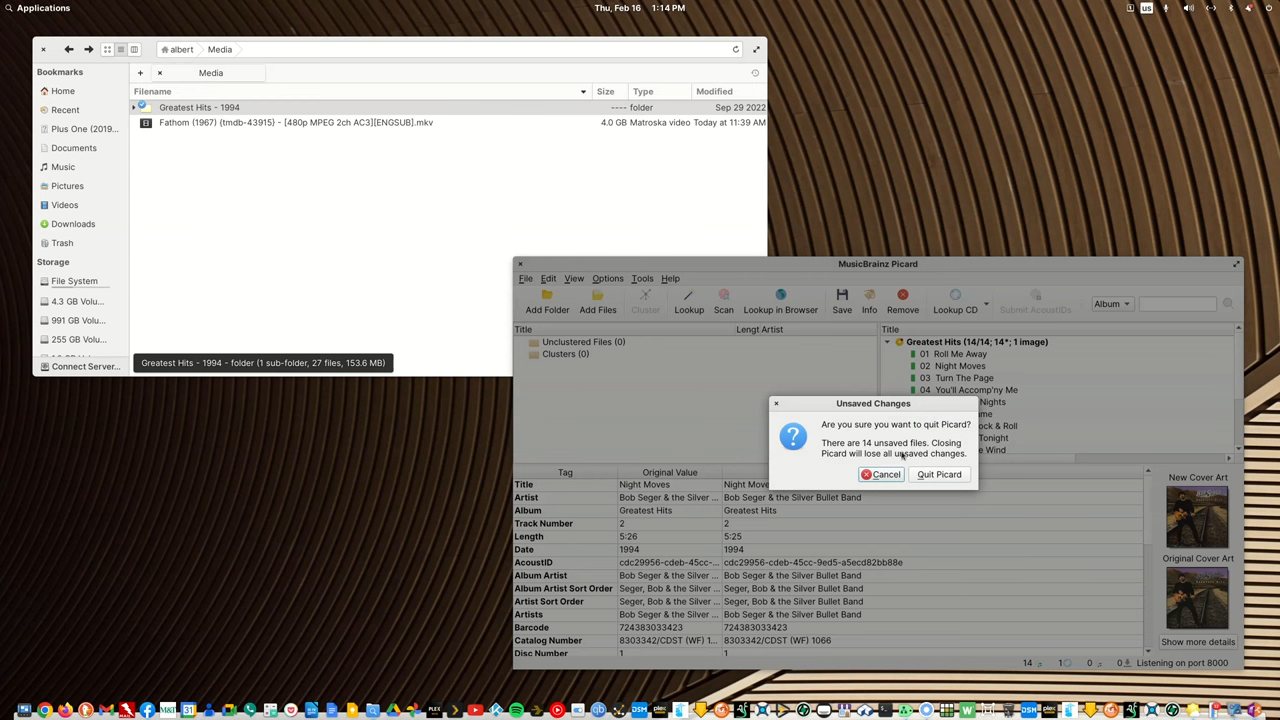 Applications
Thu, Feb 16 1:14 PM
us
albert Media
Bookmarks
Media
Home
Filename Size Type Modified
Recent
Greatest Hits - 1994 ---- folder Sep 29 2022
Plus One (2019...
Fathom (1967) {tmdb-43915} - [480p MPEG 2ch AC3][ENGSUB].mkv 4.0 GB Matroska video Today at 11:39 AM
Documents
Music
Pictures
Videos
Downloads
Trash
Storage
File System
4.3 GB Volu...
991 GB Volu...
255 GB Volu...
Connect Server...
Greatest Hits - 1994 - folder (1 sub-folder, 27 files, 153.6 MB)
MusicBrainz Picard
File Edit View Options Tools Help
Add Folder Add Files Cluster Lookup Scan Lookup in Browser Save Info Remove Lookup CD Submit AcoustIDs
Album
Title Lengt Artist
Unclustered Files (0)
Clusters (0)
Title
Greatest Hits (14/14; 14*; 1 image)
01 Roll Me Away
02 Night Moves
03 Turn The Page
04 You'll Accomp'ny Me
Nights
me
ck & Roll
Tonight
e Wind
Unsaved Changes
Are you sure you want to quit Picard?
There are 14 unsaved files. Closing
Picard will lose all unsaved changes.
Cancel Quit Picard
Tag Original Value
Title Night Moves Night Move
Artist Bob Seger & the Silver ... Bob Seger & the Silver Bullet Band
Album Greatest Hits Greatest Hits
Track Number 2 2
Length 5:26 5:25
Date 1994 1994
AcoustID cdc29956-cdeb-45cc-... cdc29956-cdeb-45cc-9ed5-a5ecd82bb88e
Album Artist Bob Seger & the Silver ... Bob Seger & the Silver Bullet Band
Album Artist Sort Order Seger, Bob & the Silver ... Seger, Bob & the Silver Bullet Band
Artist Sort Order Seger, Bob & the Silver ... Seger, Bob & the Silver Bullet Band
Artists Bob Seger & the Silver ... Bob Seger & the Silver Bullet Band
Barcode 724383033423 724383033423
Catalog Number 8303342/CDST (WF) 1... 8303342/CDST (WF) 1066
Disc Number 1 1
New Cover Art
Original Cover Art
Show more details
14 1 0 0 Listening on port 8000
M&T
31
PLEX
DSM
plex
DSM
plex
W